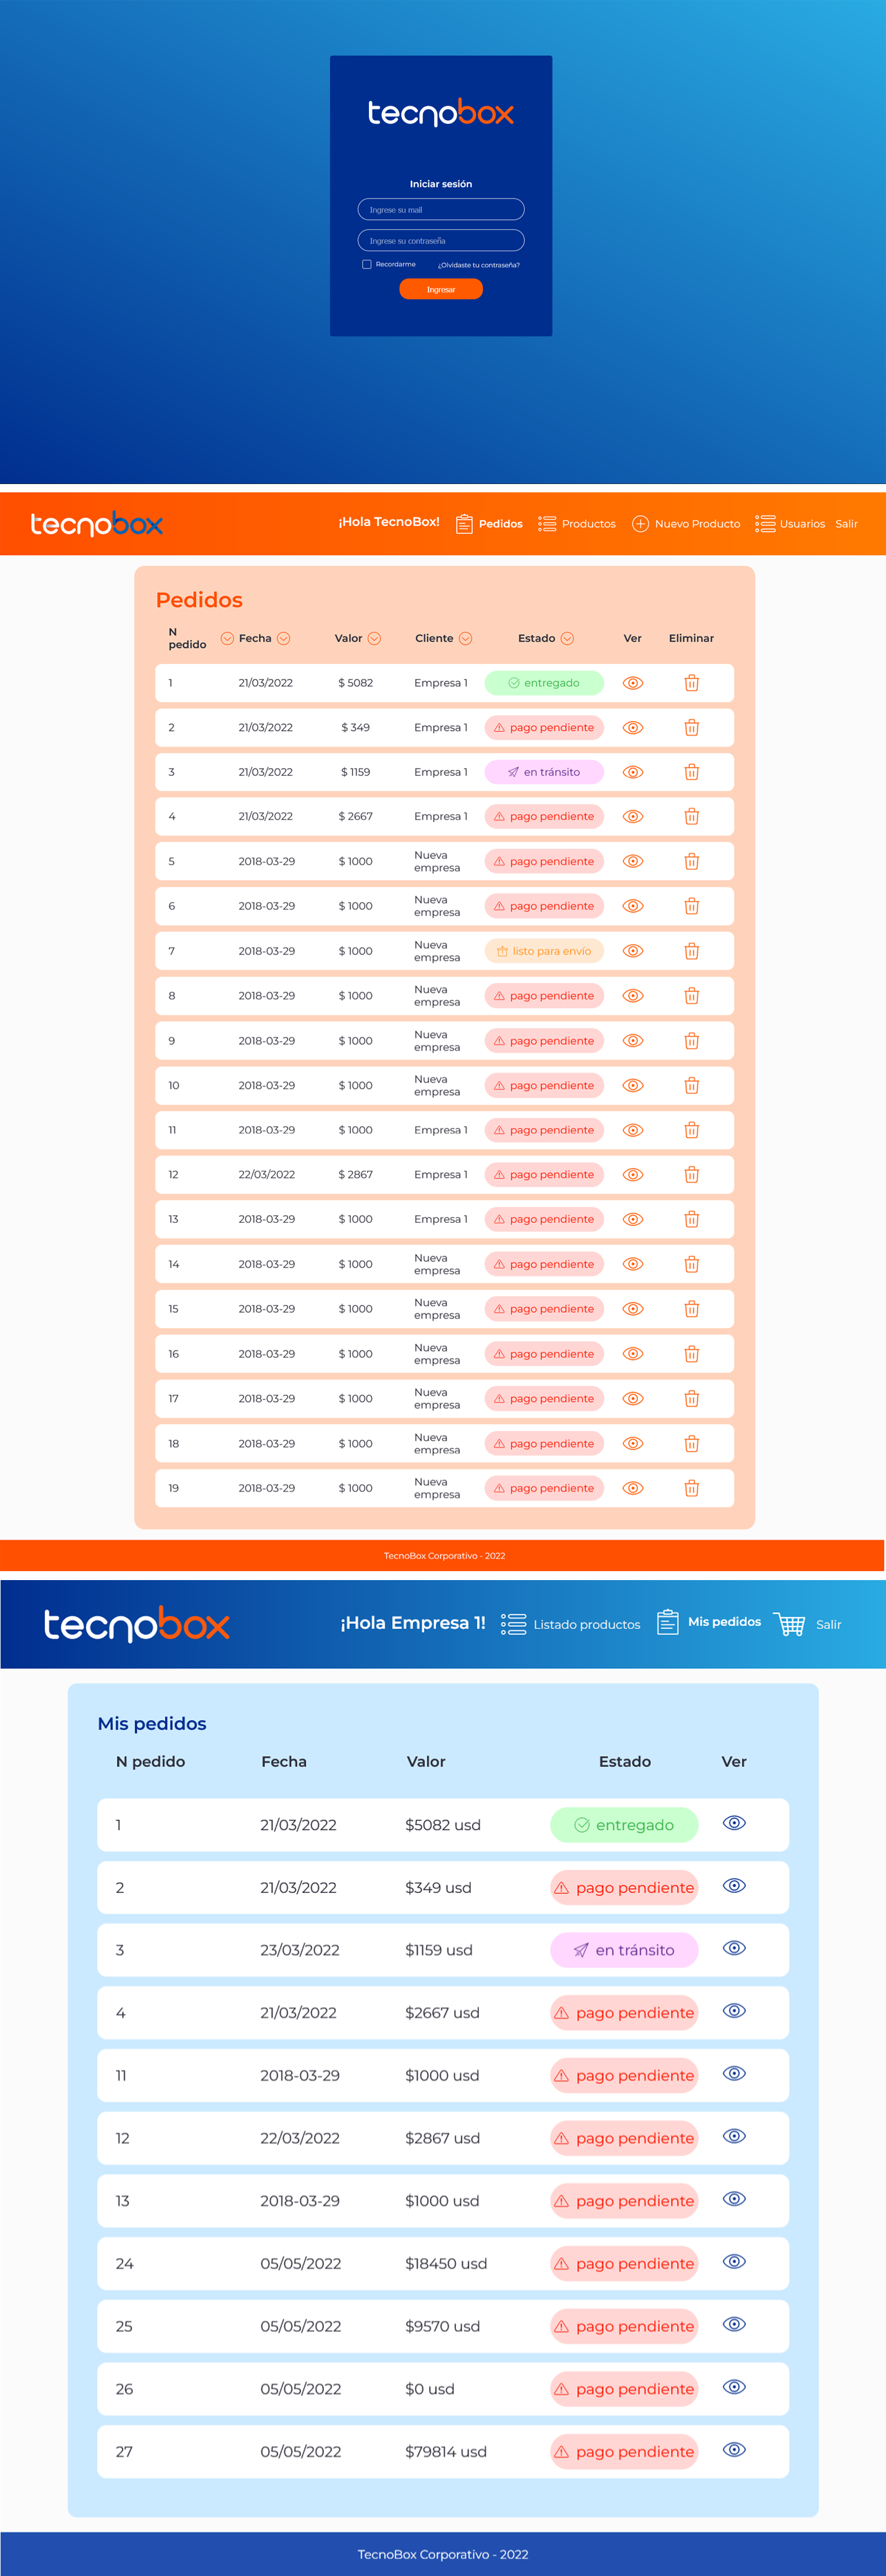 tecnobox
Iniciar sesión
Ingrese su mail
Ingrese su contraseña
Recordarme ¿Olvidaste tu contraseña?
Ingresar
tecnobox ¡Hola TecnoBox! Pedidos Productos Nuevo Producto Usuarios Salir
Pedidos
N pedido Fecha Valor Cliente Estado Ver Eliminar
1 21/03/2022 $ 5082 Empresa 1 entregado
2 21/03/2022 $ 349 Empresa 1 pago pendiente
3 21/03/2022 $ 1159 Empresa 1 en tránsito
4 21/03/2022 $ 2667 Empresa 1 pago pendiente
5 2018-03-29 $ 1000 Nueva empresa pago pendiente
6 2018-03-29 $ 1000 Nueva empresa pago pendiente
7 2018-03-29 $ 1000 Nueva empresa listo para envío
8 2018-03-29 $ 1000 Nueva empresa pago pendiente
9 2018-03-29 $ 1000 Nueva empresa pago pendiente
10 2018-03-29 $ 1000 Nueva empresa pago pendiente
11 2018-03-29 $ 1000 Empresa 1 pago pendiente
12 22/03/2022 $ 2867 Empresa 1 pago pendiente
13 2018-03-29 $ 1000 Empresa 1 pago pendiente
14 2018-03-29 $ 1000 Nueva empresa pago pendiente
15 2018-03-29 $ 1000 Nueva empresa pago pendiente
16 2018-03-29 $ 1000 Nueva empresa pago pendiente
17 2018-03-29 $ 1000 Nueva empresa pago pendiente
18 2018-03-29 $ 1000 Nueva empresa pago pendiente
19 2018-03-29 $ 1000 Nueva empresa pago pendiente
TecnoBox Corporativo - 2022
tecnobox ¡Hola Empresa 1! Listado productos Mis pedidos Salir
Mis pedidos
N pedido Fecha Valor Estado Ver
1 21/03/2022 $5082 usd entregado
2 21/03/2022 $349 usd pago pendiente
3 23/03/2022 $1159 usd en tránsito
4 21/03/2022 $2667 usd pago pendiente
11 2018-03-29 $1000 usd pago pendiente
12 22/03/2022 $2867 usd pago pendiente
13 2018-03-29 $1000 usd pago pendiente
24 05/05/2022 $18450 usd pago pendiente
25 05/05/2022 $9570 usd pago pendiente
26 05/05/2022 $0 usd pago pendiente
27 05/05/2022 $79814 usd pago pendiente
TecnoBox Corporativo - 2022